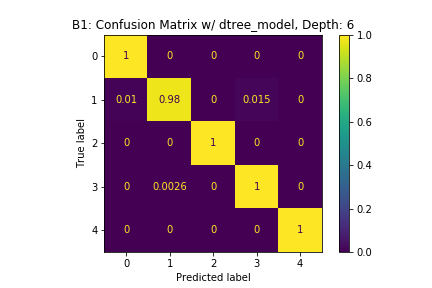 B1: Confusion Matrix w/ dtree_model, Depth: 6
1.0
0 1 0 0 0 0
1 0.01 0.98 0 0.015 0
0.8
2 0 0 1 0 0
0.6
True label
0.4
3 0 0.0026 0 1 0
0.2
4 0 0 0 0 1
0.0
0 1 2 3 4
Predicted label